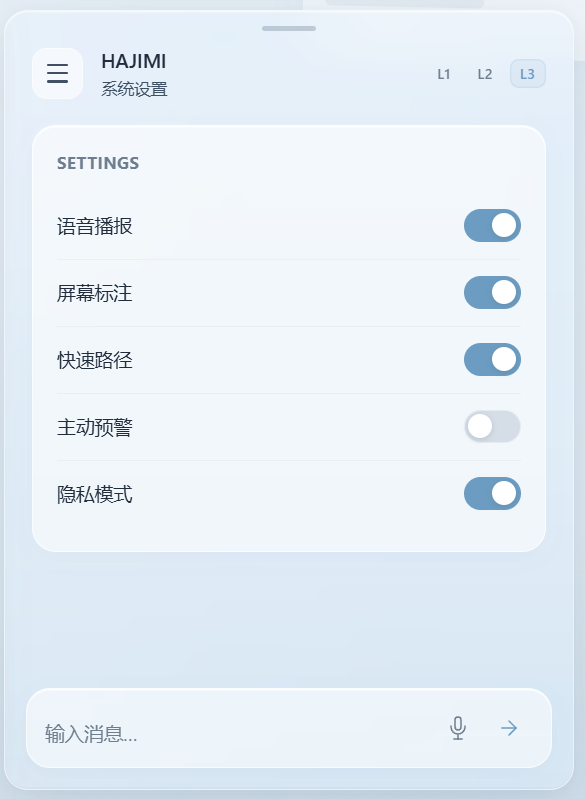 HAJIMI
系统设置
L1 L2 L3
SETTINGS
语音播报
屏幕标注
快速路径
主动预警
隐私模式
输入消息...